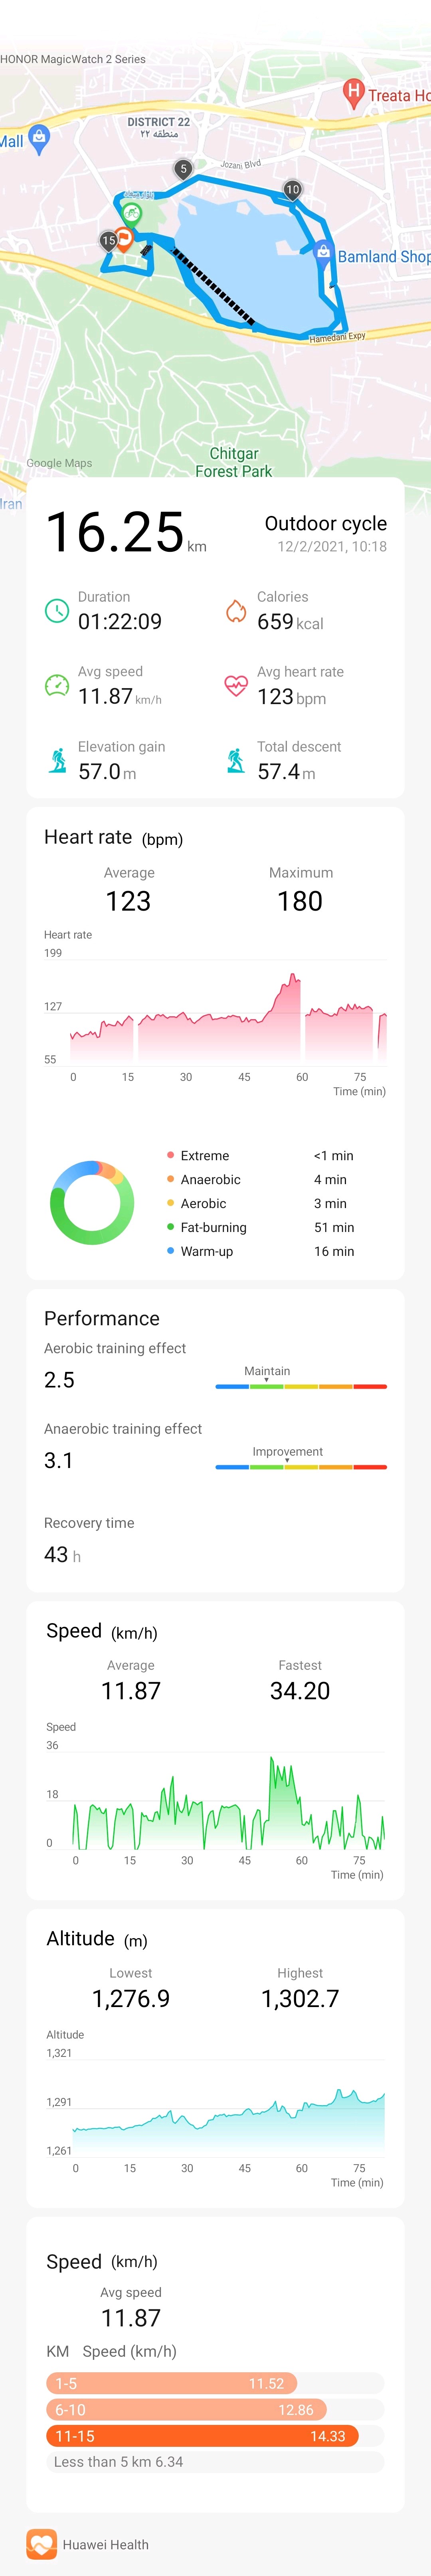 HONOR MagicWatch 2 Series
Treata Ho
DISTRICT 22
منطقه ۲۲
Mall
Jozani Blvd
5
10
15
Bamland Shop
Hamedani Expy
Chitgar
Forest Park
Google Maps
Iran
16.25 km
Outdoor cycle
12/2/2021, 10:18
Duration
01:22:09
Calories
659 kcal
Avg speed
11.87 km/h
Avg heart rate
123 bpm
Elevation gain
57.0 m
Total descent
57.4 m
Heart rate (bpm)
Average
123
Maximum
180
Heart rate
199
127
55
0 15 30 45 60 75
Time (min)
Extreme <1 min
Anaerobic 4 min
Aerobic 3 min
Fat-burning 51 min
Warm-up 16 min
Performance
Aerobic training effect
2.5
Maintain
Anaerobic training effect
3.1
Improvement
Recovery time
43 h
Speed (km/h)
Average
11.87
Fastest
34.20
Speed
36
18
0
0 15 30 45 60 75
Time (min)
Altitude (m)
Lowest
1,276.9
Highest
1,302.7
Altitude
1,321
1,291
1,261
0 15 30 45 60 75
Time (min)
Speed (km/h)
Avg speed
11.87
KM Speed (km/h)
1-5 11.52
6-10 12.86
11-15 14.33
Less than 5 km 6.34
Huawei Health